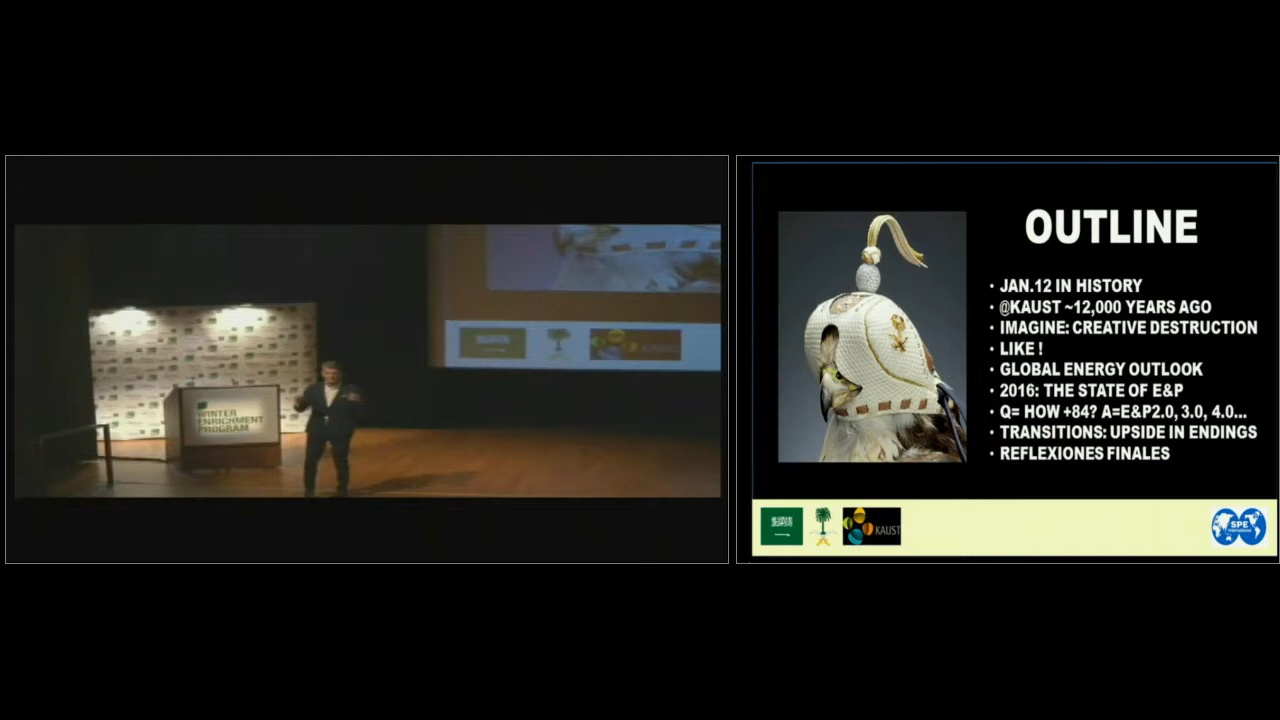 WINTER
ENRICHMENT
PROGRAM
OUTLINE
• JAN.12 IN HISTORY
• @KAUST ~12,000 YEARS AGO
• IMAGINE: CREATIVE DESTRUCTION
• LIKE !
• GLOBAL ENERGY OUTLOOK
• 2016: THE STATE OF E&P
• Q= HOW +84? A=E&P2.0, 3.0, 4.0...
• TRANSITIONS: UPSIDE IN ENDINGS
• REFLEXIONES FINALES
KAUST
SPE
International